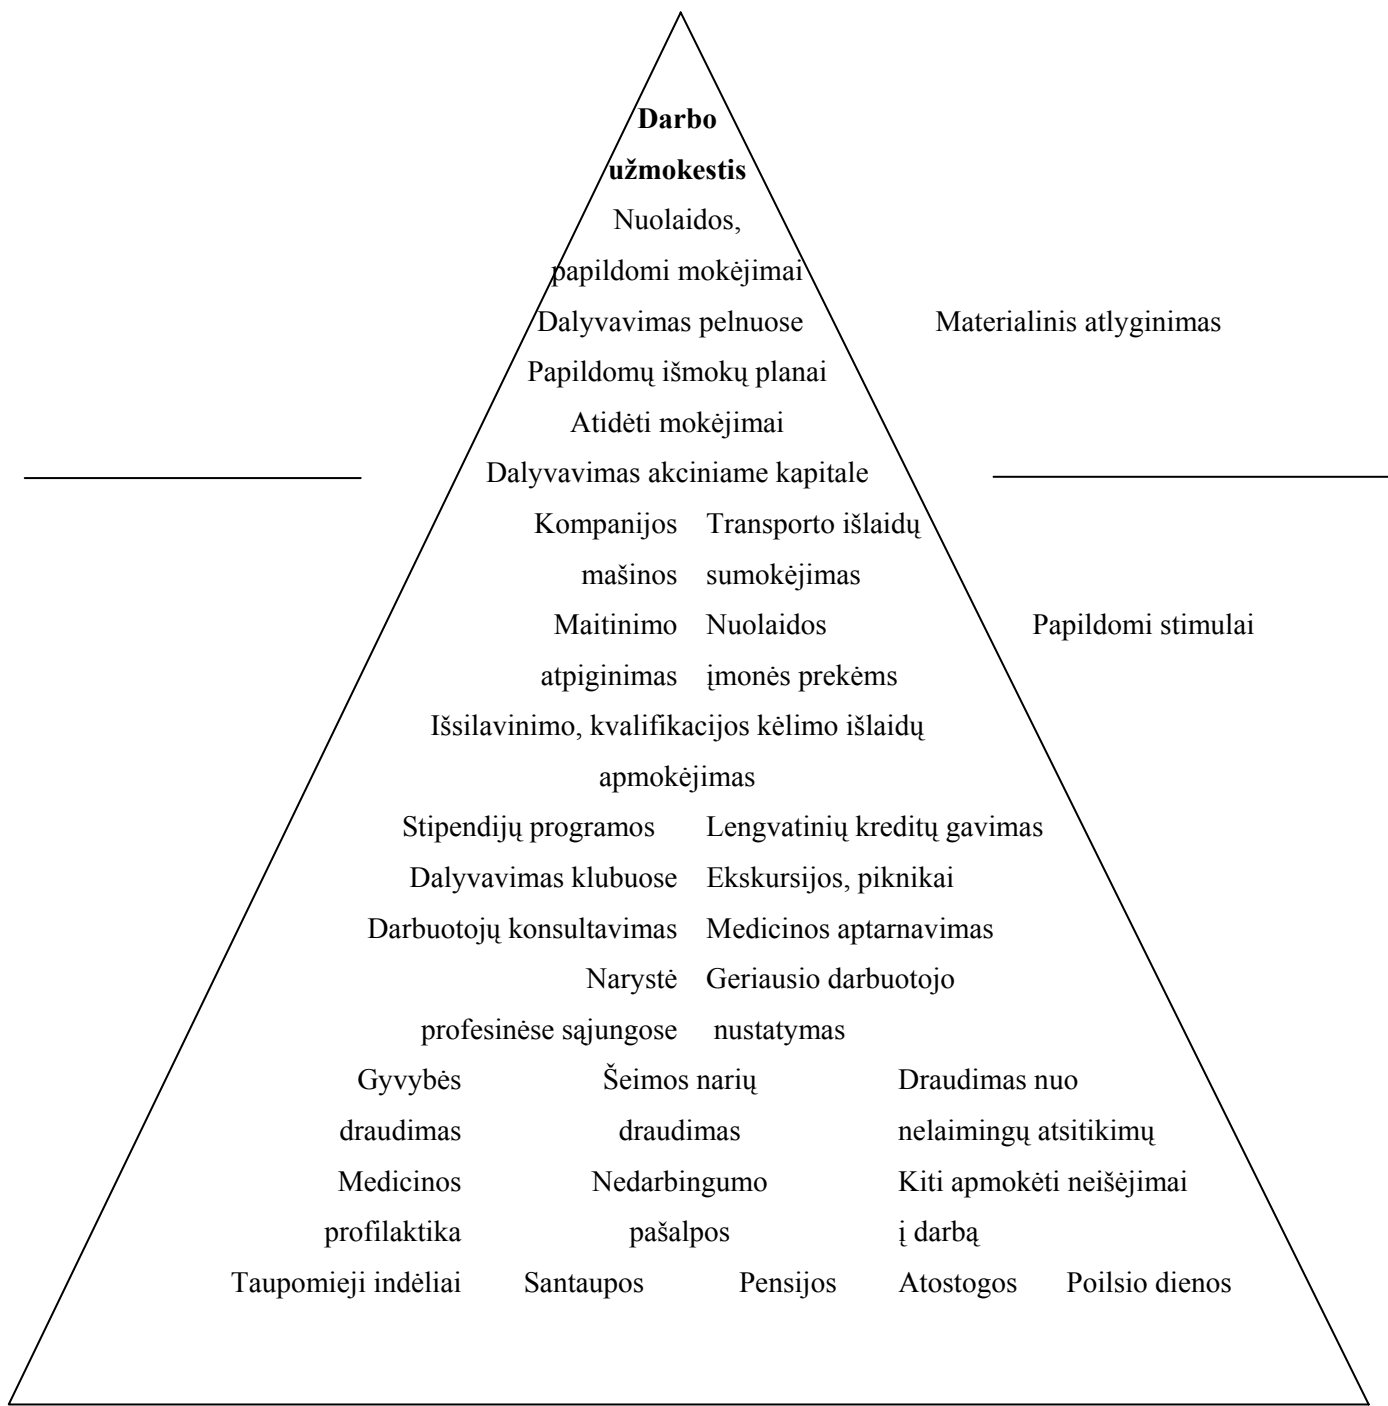 Darbo
užmokestis
Nuolaidos,
papildomi mokėjimai
Dalyvavimas pelnuose Materialinis atlyginimas
Papildomų išmokų planai
Atidėti mokėjimai
Dalyvavimas akciniame kapitale
Kompanijos Transporto išlaidų
mašinos sumokėjimas
Maitinimo Nuolaidos Papildomi stimulai
atpiginimas įmonės prekėms
Išsilavinimo, kvalifikacijos kėlimo išlaidų
apmokėjimas
Stipendijų programos Lengvatinių kreditų gavimas
Dalyvavimas klubuose Ekskursijos, piknikai
Darbuotojų konsultavimas Medicinos aptarnavimas
Narystė Geriausio darbuotojo
profesinėse sąjungose nustatymas
Gyvybės Šeimos narių Draudimas nuo
draudimas draudimas nelaimingų atsitikimų
Medicinos Nedarbingumo Kiti apmokėti neišėjimai
profilaktika pašalpos į darbą
Taupomieji indėliai Santaupos Pensijos Atostogos Poilsio dienos